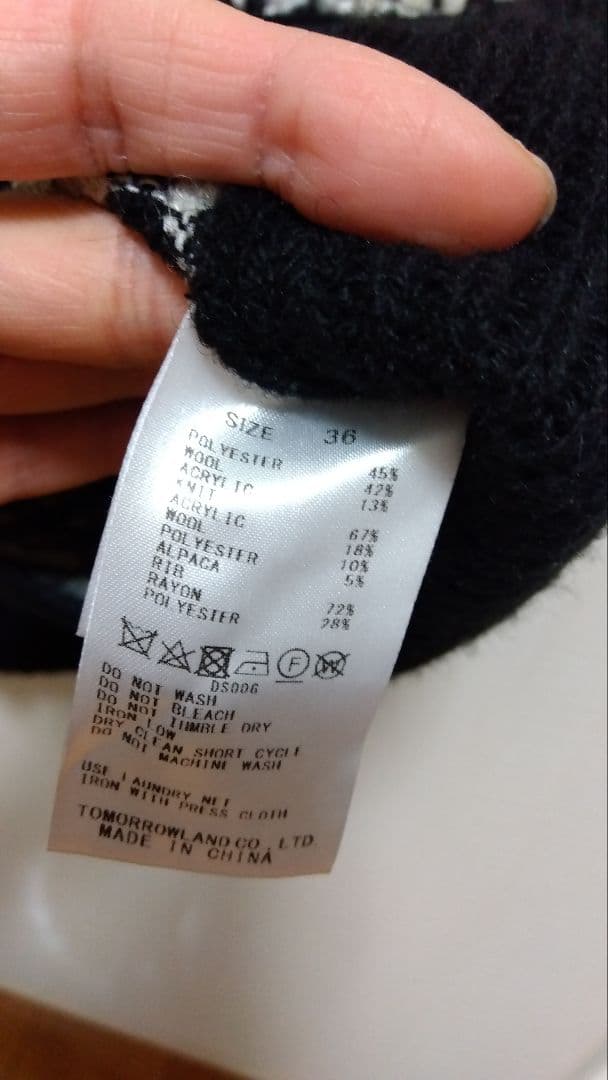 SIZE 36
POLYESTER 45%
WOOL 42%
ACRYLIC 13%
KNIT
ACRYLIC 67%
WOOL 18%
POLYESTER 10%
ALPACA 5%
RIB
RAYON 72%
POLYESTER 28%
F W
DS006
DO NOT WASH
DO NOT BLEACH
DO NOT TUMBLE DRY
IRON LOW
DRY CLEAN SHORT CYCLE
DO NOT MACHINE WASH
USE LAUNDRY NET
IRON WITH PRESS CLOTH
TOMORROWLAND CO., LTD.
MADE IN CHINA